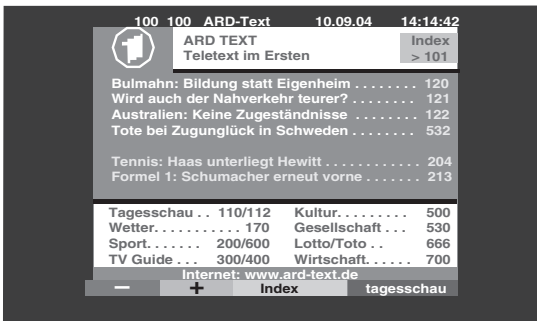 100 100 ARD-Text 10.09.04 14:14:42
1
ARD TEXT Index
Teletext im Ersten > 101
Bulmahn: Bildung statt Eigenheim . . . . . . . . 120
Wird auch der Nahverkehr teurer? . . . . . . . . 121
Australien: Keine Zugeständnisse . . . . . . . . 122
Tote bei Zugunglück in Schweden . . . . . . . . 532
Tennis: Haas unterliegt Hewitt . . . . . . . . . . . . 204
Formel 1: Schumacher erneut vorne . . . . . . . 213
Tagesschau . . 110/112 Kultur. . . . . . . . . 500
Wetter. . . . . . . . . . . 170 Gesellschaft . . . 530
Sport. . . . . . . 200/600 Lotto/Toto . . 666
TV Guide . . . 300/400 Wirtschaft. . . . . . 700
Internet: www.ard-text.de
– + Index tagesschau